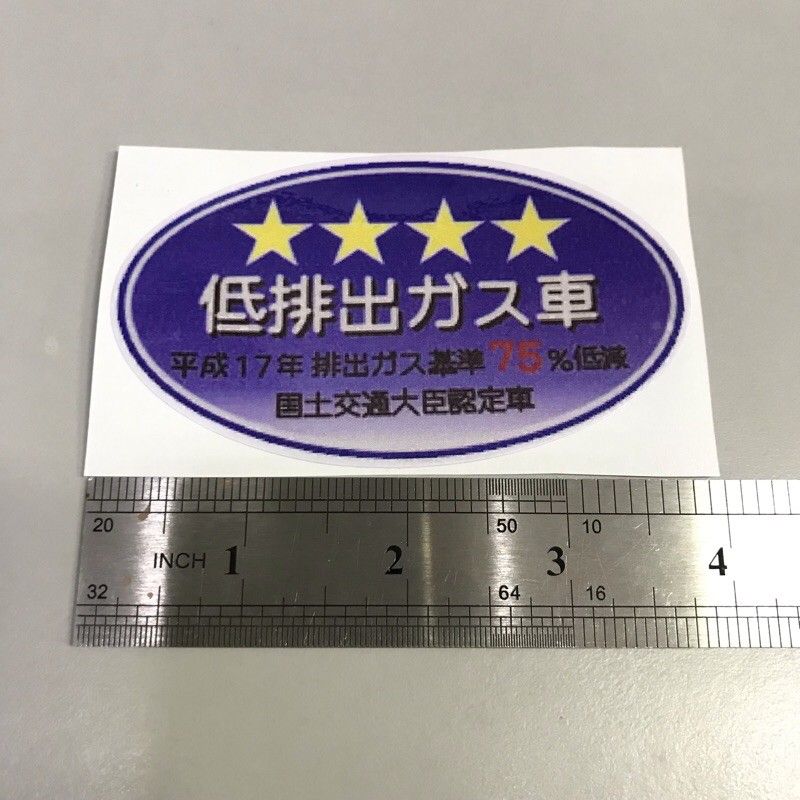 ★★★★
低排出ガス車
平成17年 排出ガス基準75%低減
国土交通大臣認定車
20 50 10
INCH 1 2 3 4
32 64 16